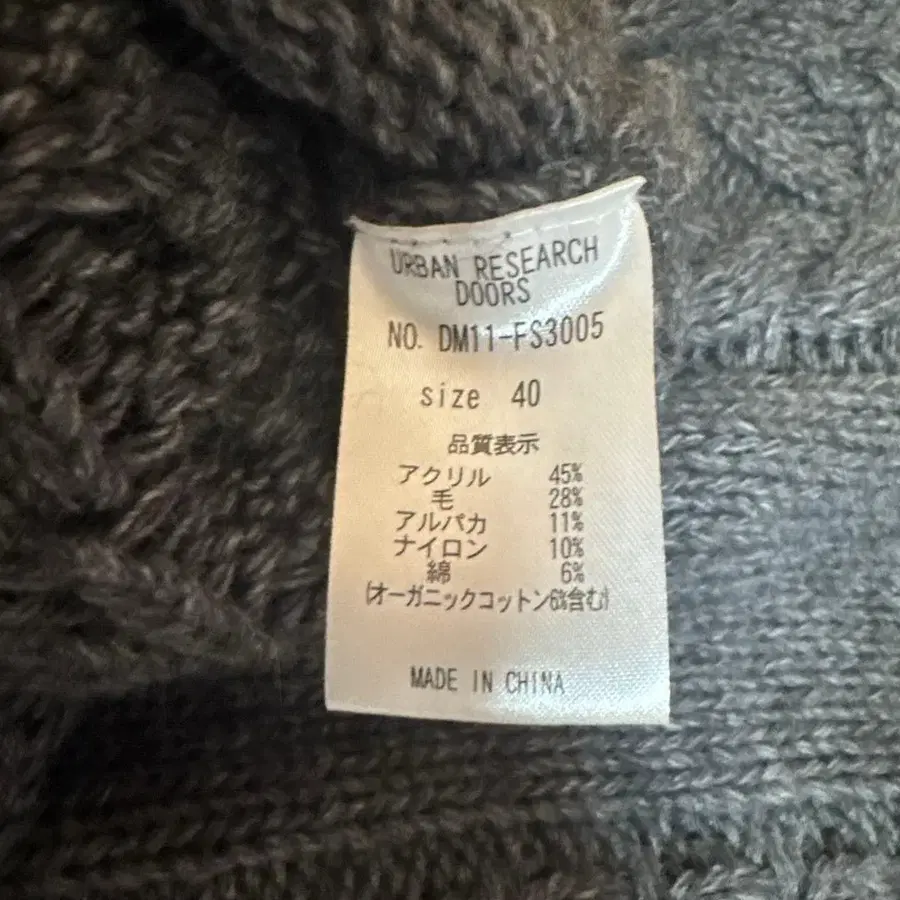 URBAN RESEARCH
DOORS
NO. DM11-FS3005
size 40
品質表示
アクリル 45%
毛 28%
アルパカ 11%
ナイロン 10%
綿 6%
(オーガニックコットン6%含む)
MADE IN CHINA